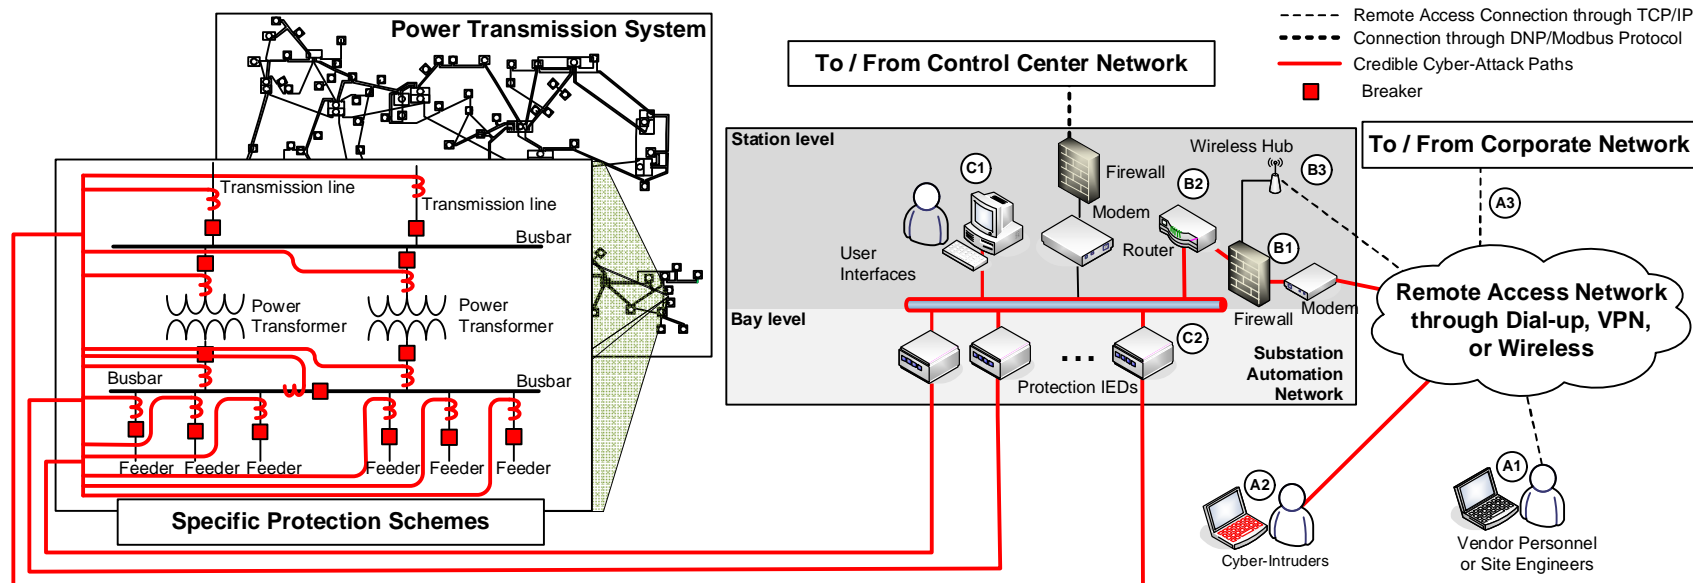 Power Transmission System
Transmission line
Transmission line
Busbar
Power
Transformer
Power
Transformer
Busbar
Busbar
Feeder
Feeder
Feeder
Feeder
Feeder
Feeder
Specific Protection Schemes
To / From Control Center Network
Remote Access Connection through TCP/IP
Connection through DNP/Modbus Protocol
Credible Cyber-Attack Paths
Breaker
To / From Corporate Network
Station level
C1
Firewall
Modem
User
Interfaces
B2
Router
Wireless Hub
B3
B1
Modem
Firewall
A3
Bay level
C2
...
Protection IEDs
Substation
Automation
Network
Remote Access Network
through Dial-up, VPN,
or Wireless
A2
Cyber-Intruders
A1
Vendor Personnel
or Site Engineers